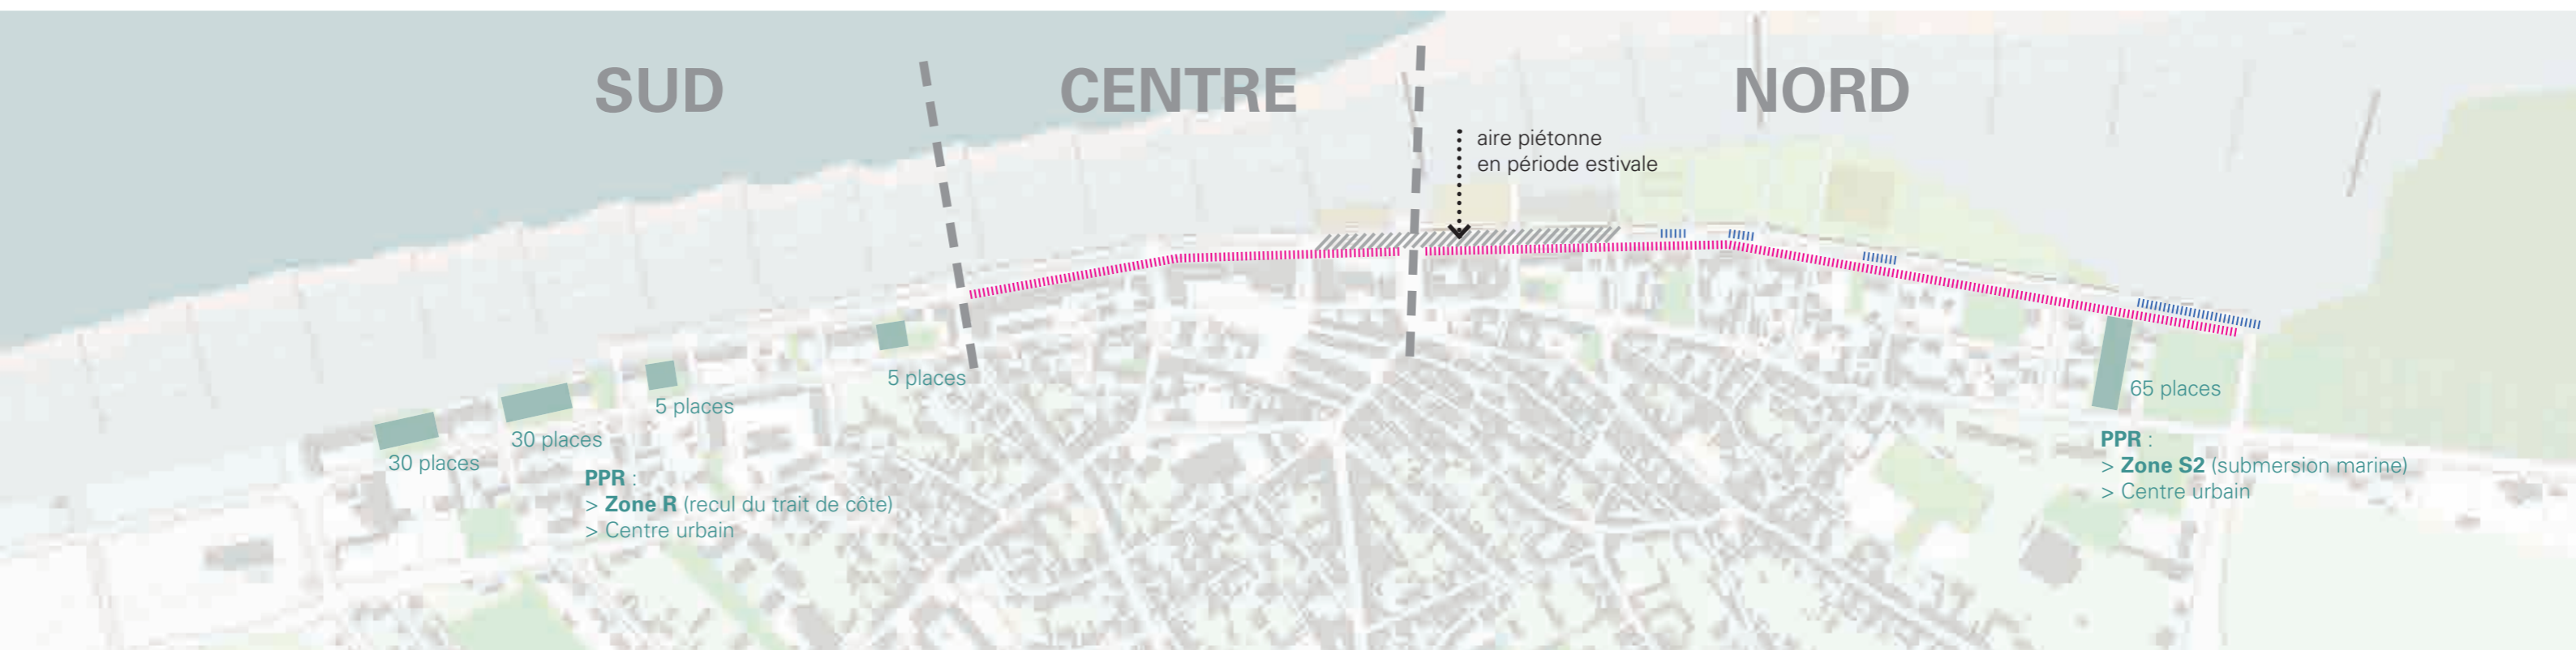 SUD
CENTRE
NORD
aire piétonne
en période estivale
5 places
5 places
30 places
30 places
PPR :
> Zone R (recul du trait de côte)
> Centre urbain
65 places
PPR :
> Zone S2 (submersion marine)
> Centre urbain